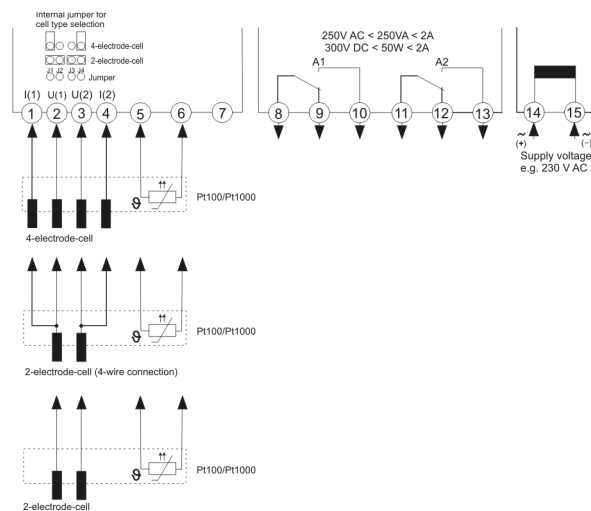 Internal jumper for
cell type selection
4-electrode-cell
2-electrode-cell
J1 J2 J3 J4
Jumper
I(1) U(1) U(2) I(2)
1 2 3 4 5 6 7
250V AC < 250VA < 2A
300V DC < 50W < 2A
A1 A2
8 9 10 11 12 13
14 15
~ ~
(+) (−)
Supply voltage
e.g. 230 V AC
ϑ
Pt100/Pt1000
4-electrode-cell
ϑ
Pt100/Pt1000
2-electrode-cell (4-wire connection)
ϑ
Pt100/Pt1000
2-electrode-cell